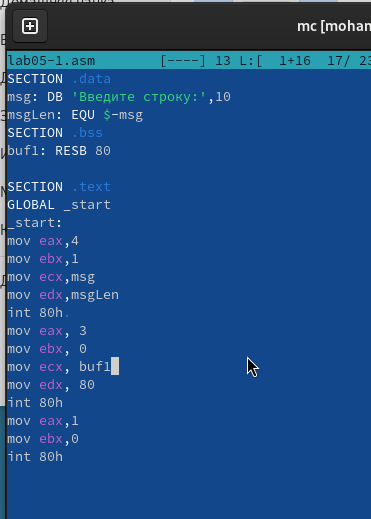 mc [mohan
lab05-1.asm [----] 13 L:[ 1+16 17/ 23
SECTION .data
msg: DB 'Введите строку:',10
msgLen: EQU $-msg
SECTION .bss
buf1: RESB 80
SECTION .text
GLOBAL _start
_start:
mov eax,4
mov ebx,1
mov ecx,msg
mov edx,msgLen
int 80h
mov eax, 3
mov ebx, 0
mov ecx, buf1
mov edx, 80
int 80h
mov eax,1
mov ebx,0
int 80h